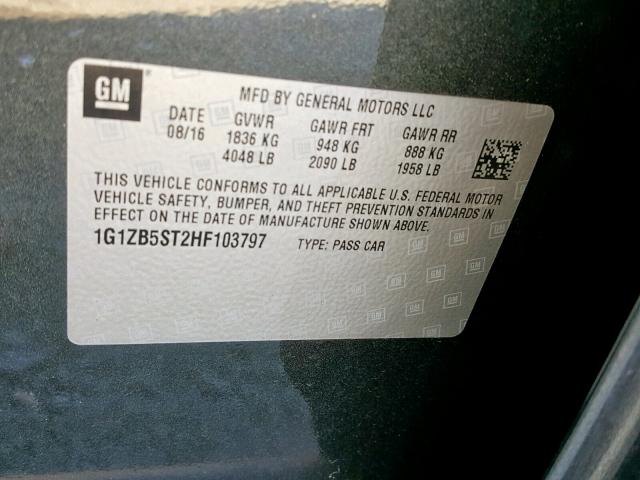 GM
MFD BY GENERAL MOTORS LLC
DATE GVWR GAWR FRT GAWR RR
08/16 1836 KG 948 KG 888 KG
4048 LB 2090 LB 1958 LB
THIS VEHICLE CONFORMS TO ALL APPLICABLE U.S. FEDERAL MOTOR
VEHICLE SAFETY, BUMPER, AND THEFT PREVENTION STANDARDS IN
EFFECT ON THE DATE OF MANUFACTURE SHOWN ABOVE.
1G1ZB5ST2HF103797 TYPE: PASS CAR